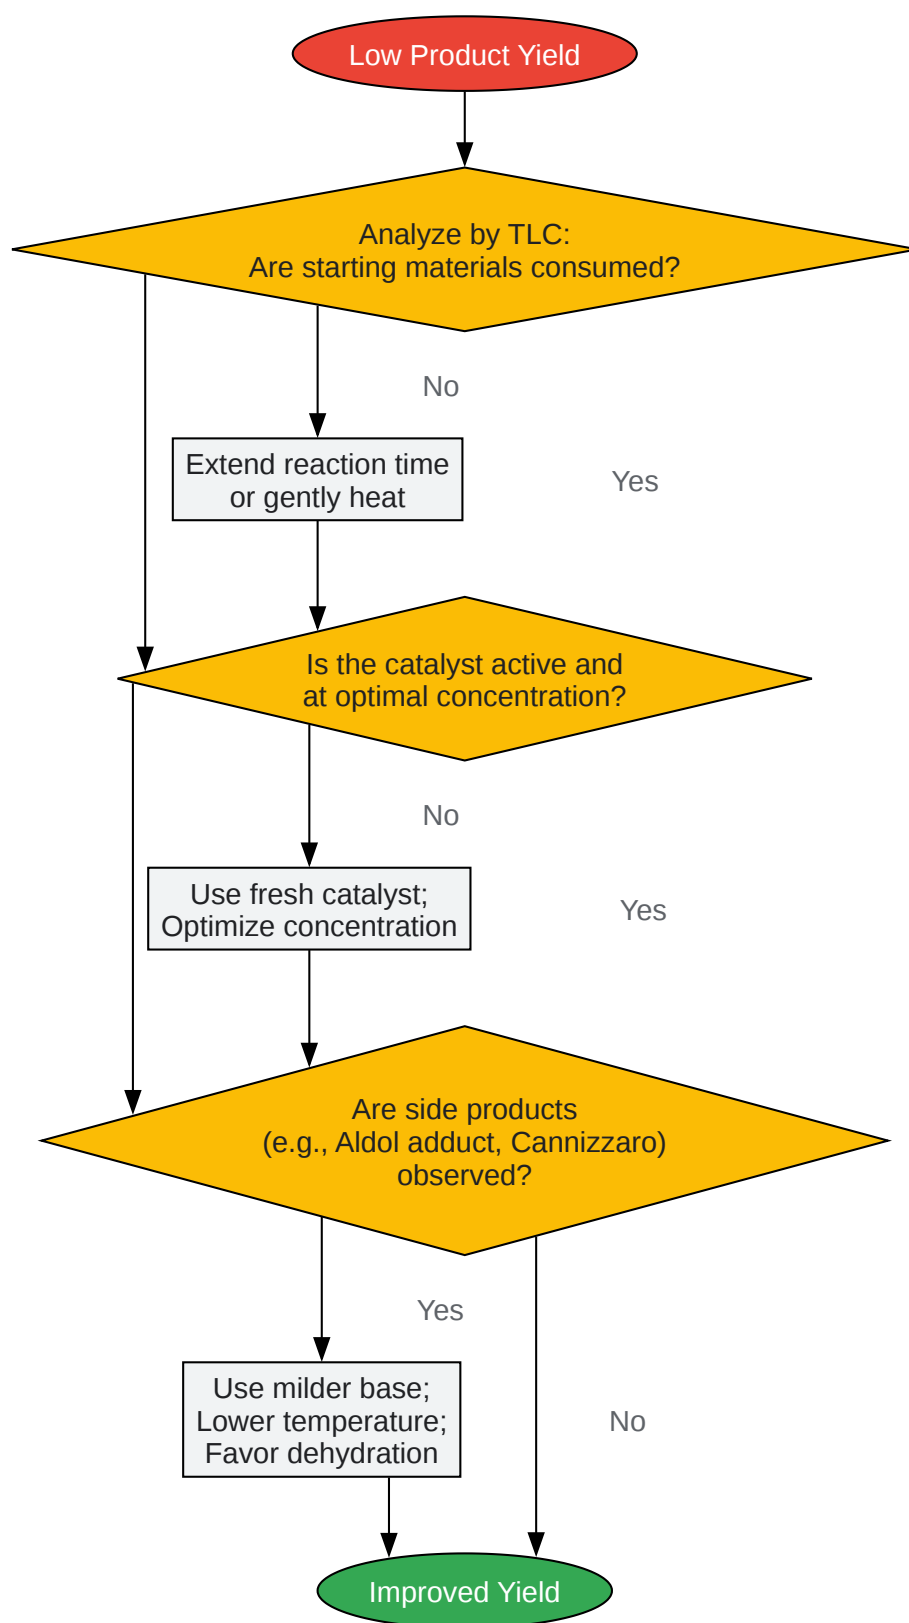 Low Product Yield
Analyze by TLC:
Are starting materials consumed?
No
Extend reaction time
or gently heat
Yes
Is the catalyst active and
at optimal concentration?
No
Use fresh catalyst;
Optimize concentration
Yes
Are side products
(e.g., Aldol adduct, Cannizzaro)
observed?
Yes
Use milder base;
Lower temperature;
Favor dehydration
No
Improved Yield